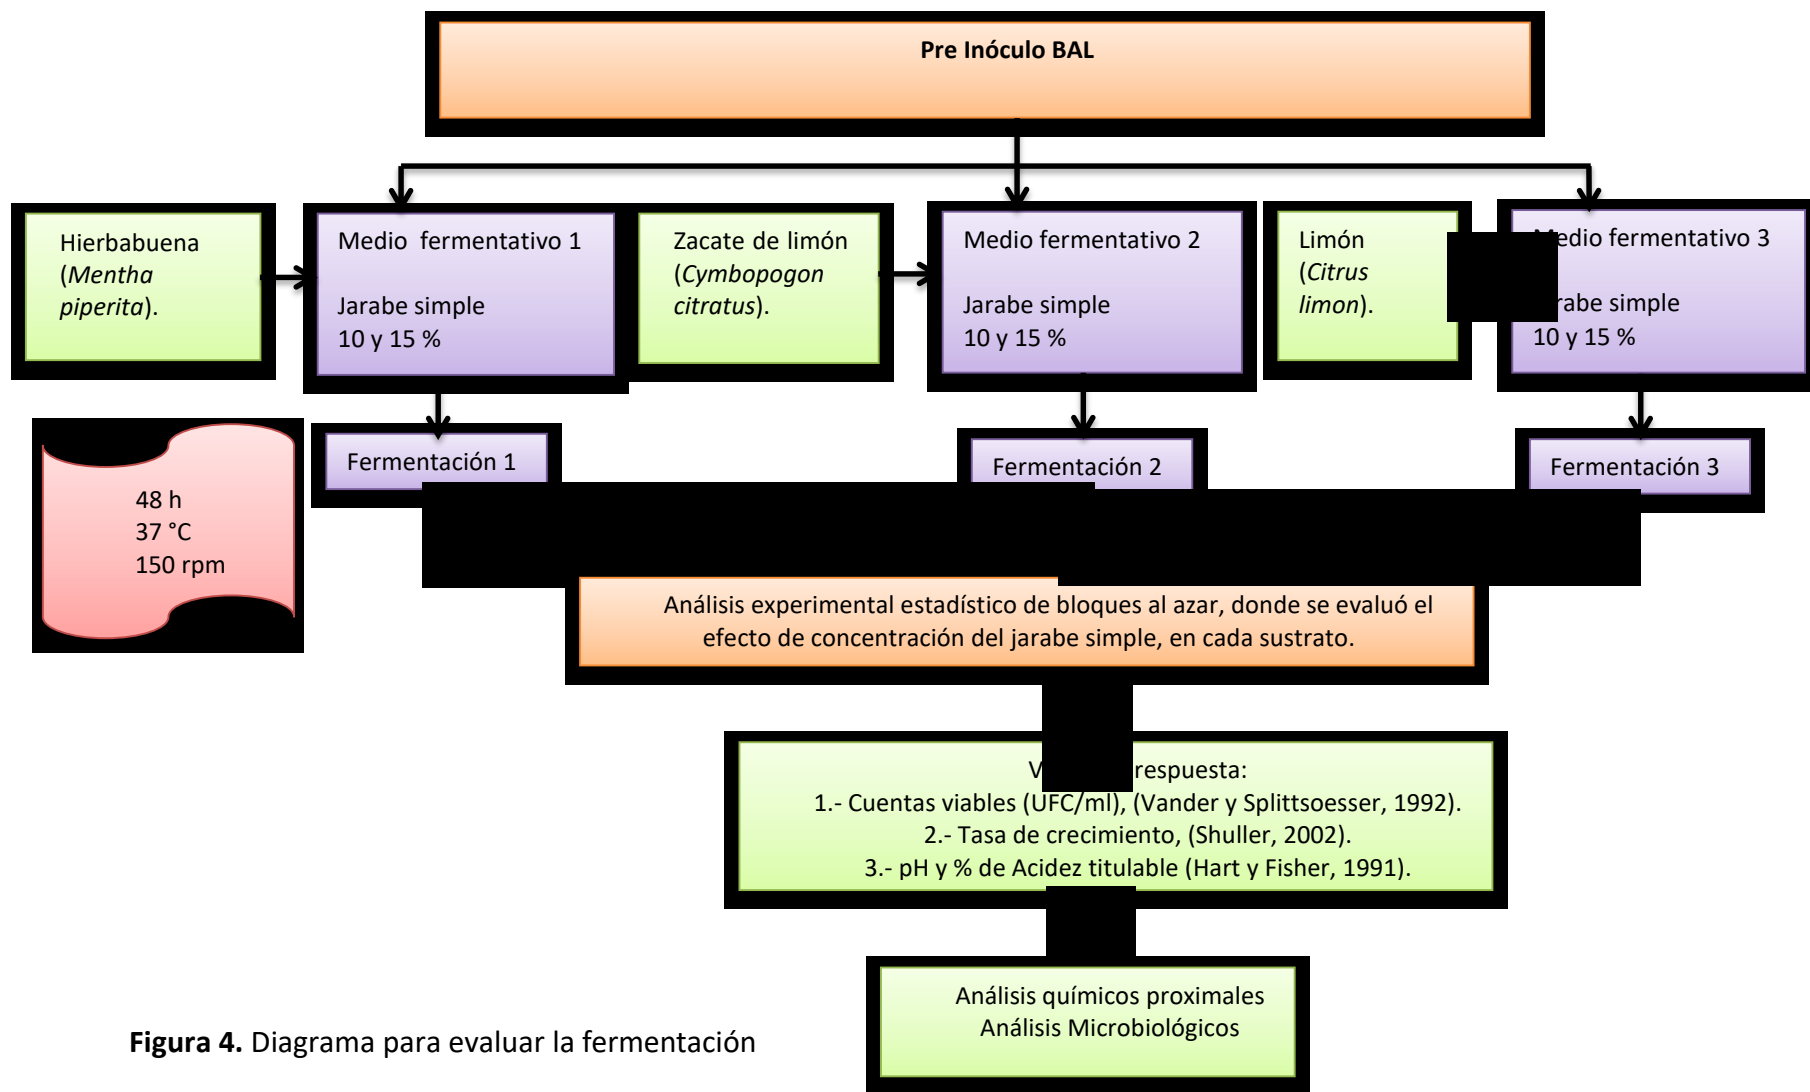 Pre Inóculo BAL
Hierbabuena
(Mentha
piperita).
Medio fermentativo 1
Jarabe simple
10 y 15 %
Zacate de limón
(Cymbopogon
citratus).
Medio fermentativo 2
Jarabe simple
10 y 15 %
Limón
(Citrus
limon).
fermentativo 3
simple
10 y 15 %
48 h
37 °C
150 rpm
Fermentación 1
Fermentación 2
Fermentación 3
Análisis experimental estadístico de bloques al azar, donde se evaluó el
efecto de concentración del jarabe simple, en cada sustrato.
respuesta:
1.- Cuentas viables (UFC/ml), (Vander y Splittsoesser, 1992).
2.- Tasa de crecimiento, (Shuller, 2002).
3.- pH y % de Acidez titulable (Hart y Fisher, 1991).
Análisis químicos proximales
Análisis Microbiológicos
Figura 4. Diagrama para evaluar la fermentación